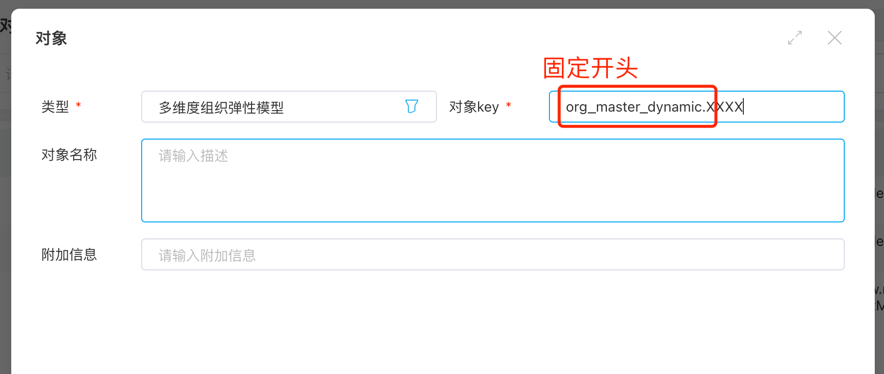 对象
固定开头
类型 * 多维度组织弹性模型 对象key * org_master_dynamic.XXXX
对象名称 请输入描述
附加信息 请输入附加信息